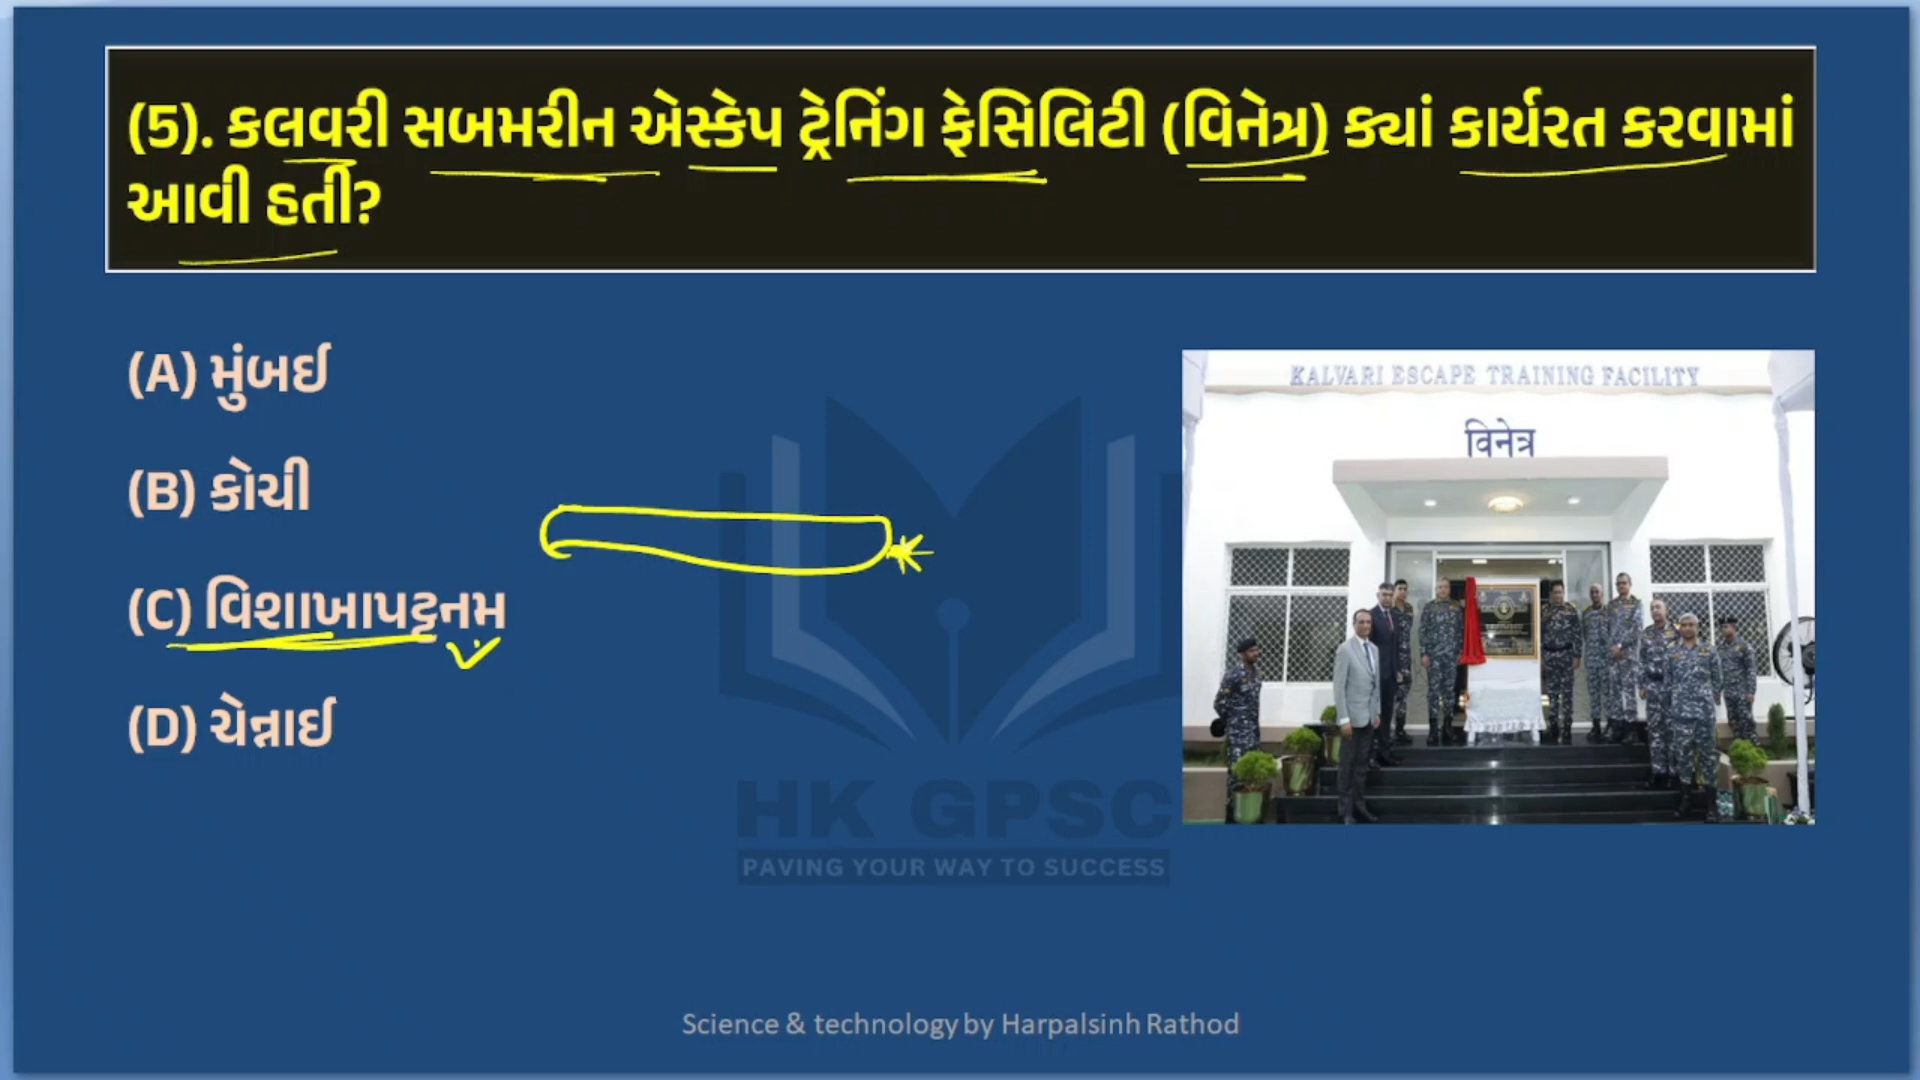 (5). કલવરી સબમરીન એસ્કેપ ટ્રેનિંગ ફેસિલિટી (વિનેત્ર) ક્યાં કાર્યરત કરવામાં
આવી હતી?
(A) મુંબઈ
(B) કોચી
(C) વિશાખાપટ્ટનમ
(D) ચેન્નાઈ
KALVARI ESCAPE TRAINING FACILITY
विनेत्र
HK GPSC
PAVING YOUR WAY TO SUCCESS
Science & technology by Harpalsinh Rathod